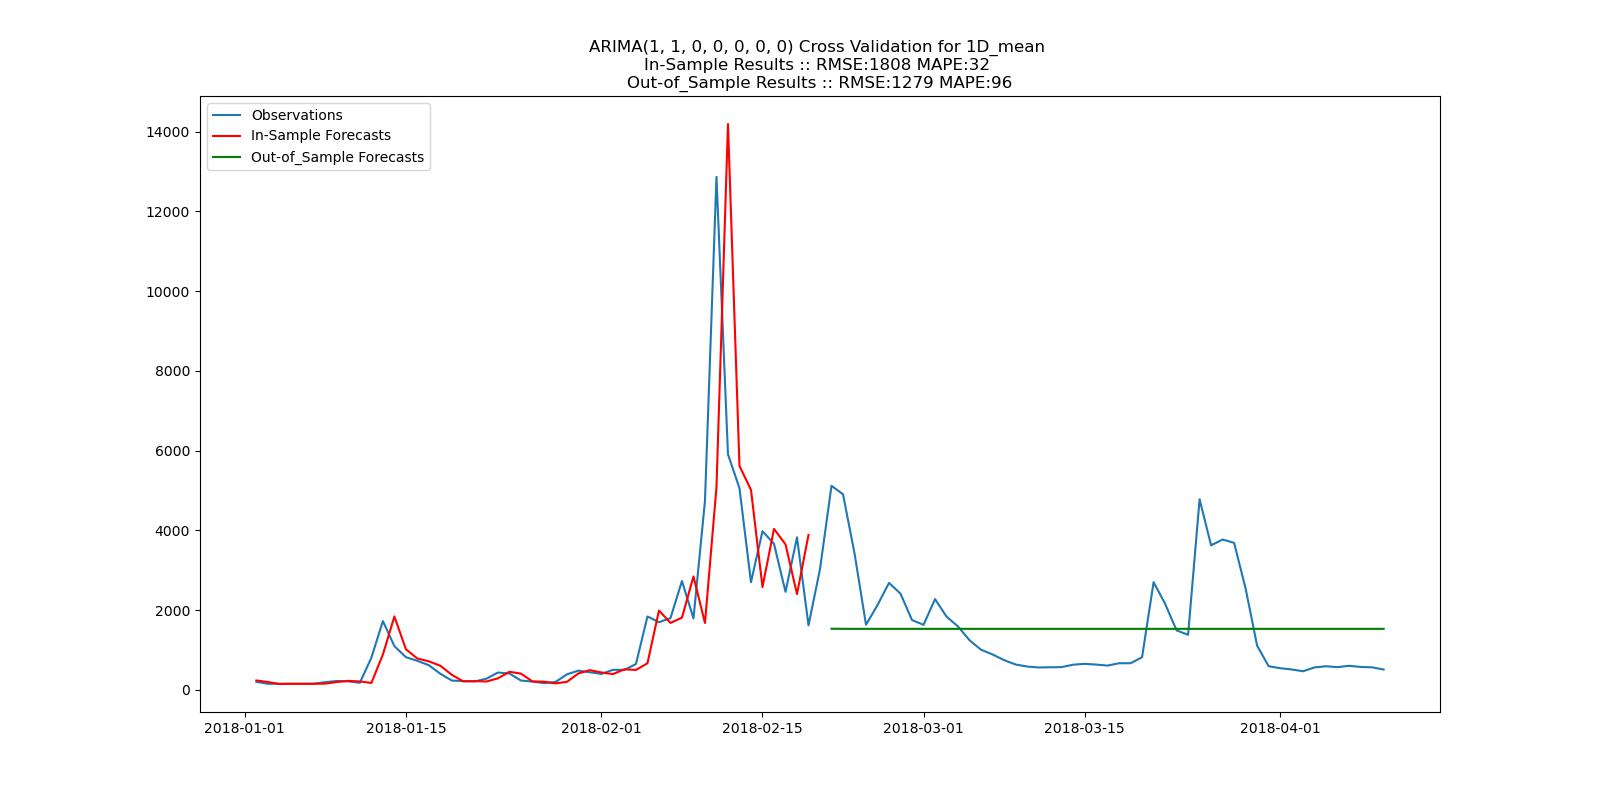 ARIMA(1, 1, 0, 0, 0, 0, 0) Cross Validation for 1D_mean
In-Sample Results :: RMSE:1808 MAPE:32
Out-of_Sample Results :: RMSE:1279 MAPE:96
Observations
In-Sample Forecasts
Out-of_Sample Forecasts
14000
12000
10000
8000
6000
4000
2000
0
2018-01-01
2018-01-15
2018-02-01
2018-02-15
2018-03-01
2018-03-15
2018-04-01